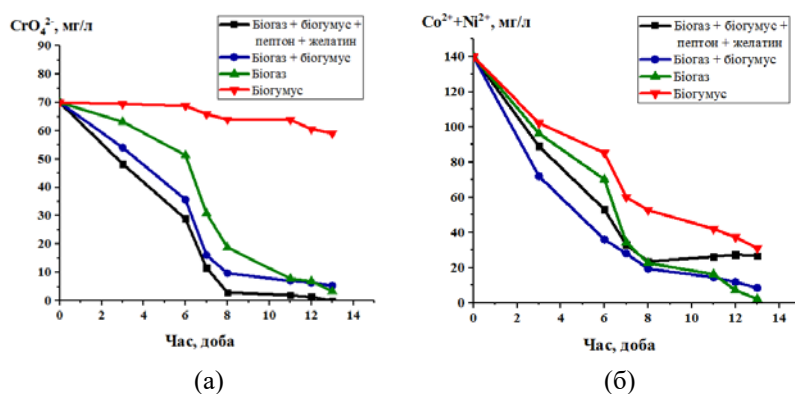 CrO₄²⁻, мг/л
Біогаз + біогумус +
пептон + желатин
Біогаз + біогумус
Біогаз
Біогумус
90
80
70
60
50
40
30
20
10
0
0 2 4 6 8 10 12 14
Час, доба
(а)
Co²⁺+Ni²⁺, мг/л
Біогаз + біогумус +
пептон + желатин
Біогаз + біогумус
Біогаз
Біогумус
140
120
100
80
60
40
20
0
0 2 4 6 8 10 12 14
Час, доба
(б)